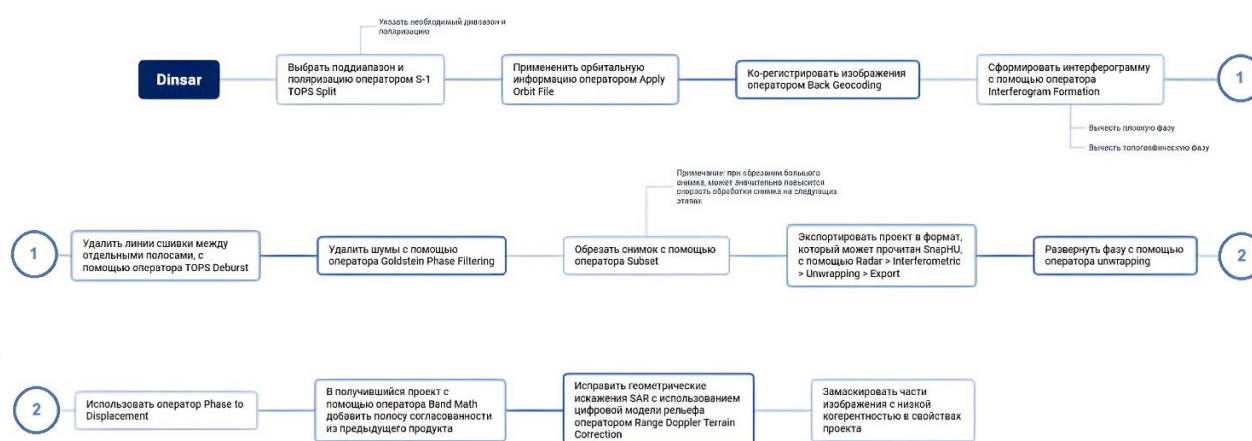 Указать необходимый диапазон и
поляризацию
Dinsar
Выбрать поддиапазон и
поляризацию оператором S-1
TOPS Split
Примененить орбитальную
информацию оператором Apply
Orbit File
Ко-регистрировать изображения
оператором Back Geocoding
Сформировать интерферограмму
с помощью оператора
Interferogram Formation
1
Вычесть плоскую фазу
Вычесть топографическую фазу
Примечание: при обрезании большого
снимка, может значительно повысится
скорость обработки снимка на следующих
этапах
1
Удалить линии сшивки между
отдельными полосами, с
помощью оператора TOPS Deburst
Удалить шумы с помощью
оператора Goldstein Phase Filtering
Обрезать снимок с помощью
оператора Subset
Экспортировать проект в формат,
который может прочитан SnapHU,
с помощью Radar > Interferometric
> Unwrapping > Export
Развернуть фазу с помощью
оператора unwrapping
2
2
Использовать оператор Phase to
Displacement
В получившийся проект с
помощью оператора Band Math
добавить полосу согласованности
из предыдущего продукта
Исправить геометрические
искажения SAR с использованием
цифровой модели рельефа
оператором Range Doppler Terrain
Correction
Замаскировать части
изображения с низкой
когерентностью в свойствах
проекта